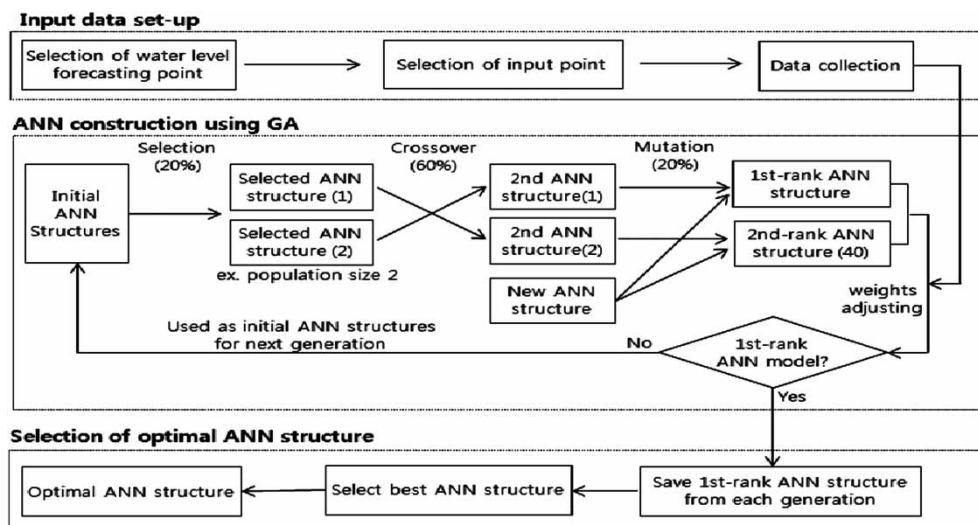 Input data set-up
Selection of water level
forecasting point
Selection of input point
Data collection
ANN construction using GA
Selection
(20%)
Crossover
(60%)
Mutation
(20%)
Initial
ANN
Structures
Selected ANN
structure (1)
Selected ANN
structure (2)
ex. population size 2
2nd ANN
structure(1)
2nd ANN
structure(2)
New ANN
structure
1st-rank ANN
structure
2nd-rank ANN
structure (40)
weights
adjusting
Used as initial ANN structures
for next generation
No
1st-rank
ANN model?
Yes
Selection of optimal ANN structure
Optimal ANN structure
Select best ANN structure
Save 1st-rank ANN structure
from each generation